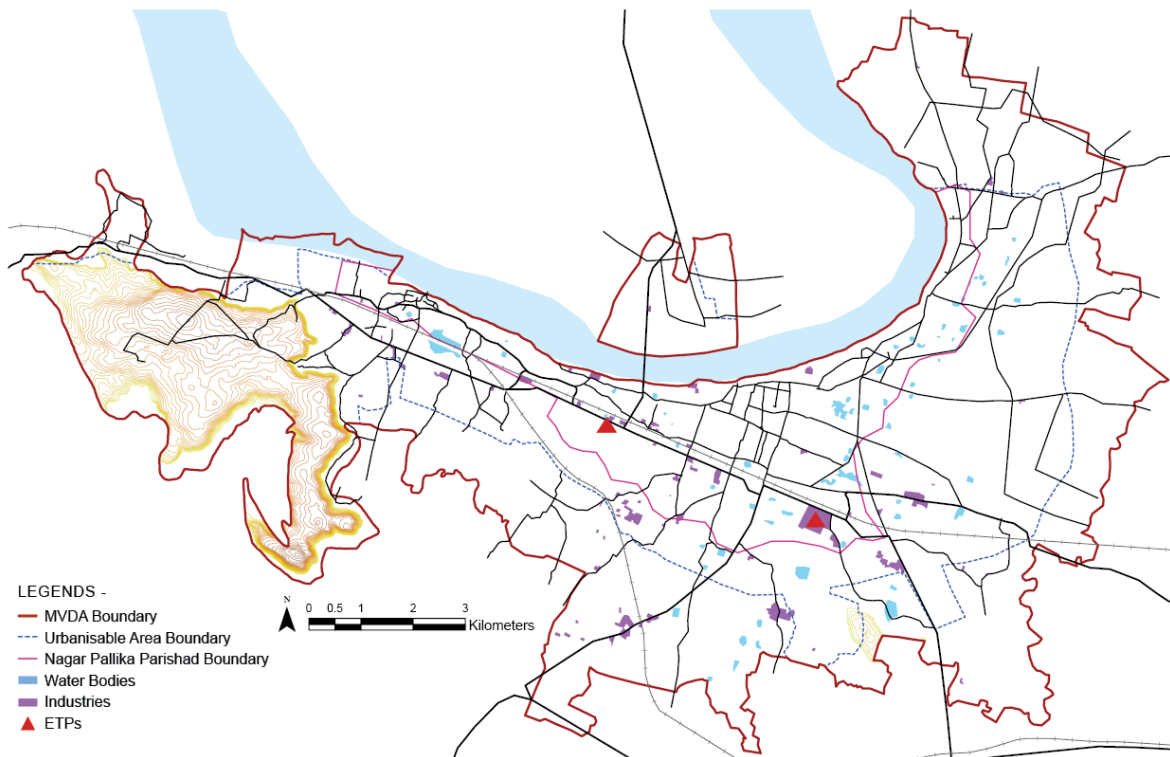 LEGENDS -
MVDA Boundary
Urbanisable Area Boundary
Nagar Pallika Parishad Boundary
Water Bodies
Industries
ETPs
N
0 0.5 1 2 3
Kilometers